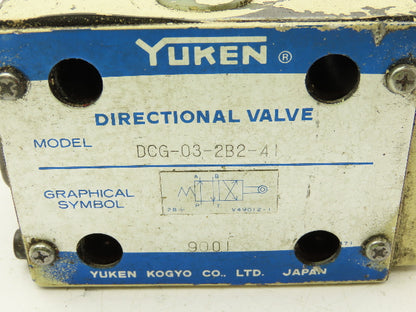 YUKEN ®
DIRECTIONAL VALVE
MODEL DCG-03-2B2-41
GRAPHICAL
SYMBOL
A B
P T
9001
YUKEN KOGYO CO., LTD. JAPAN